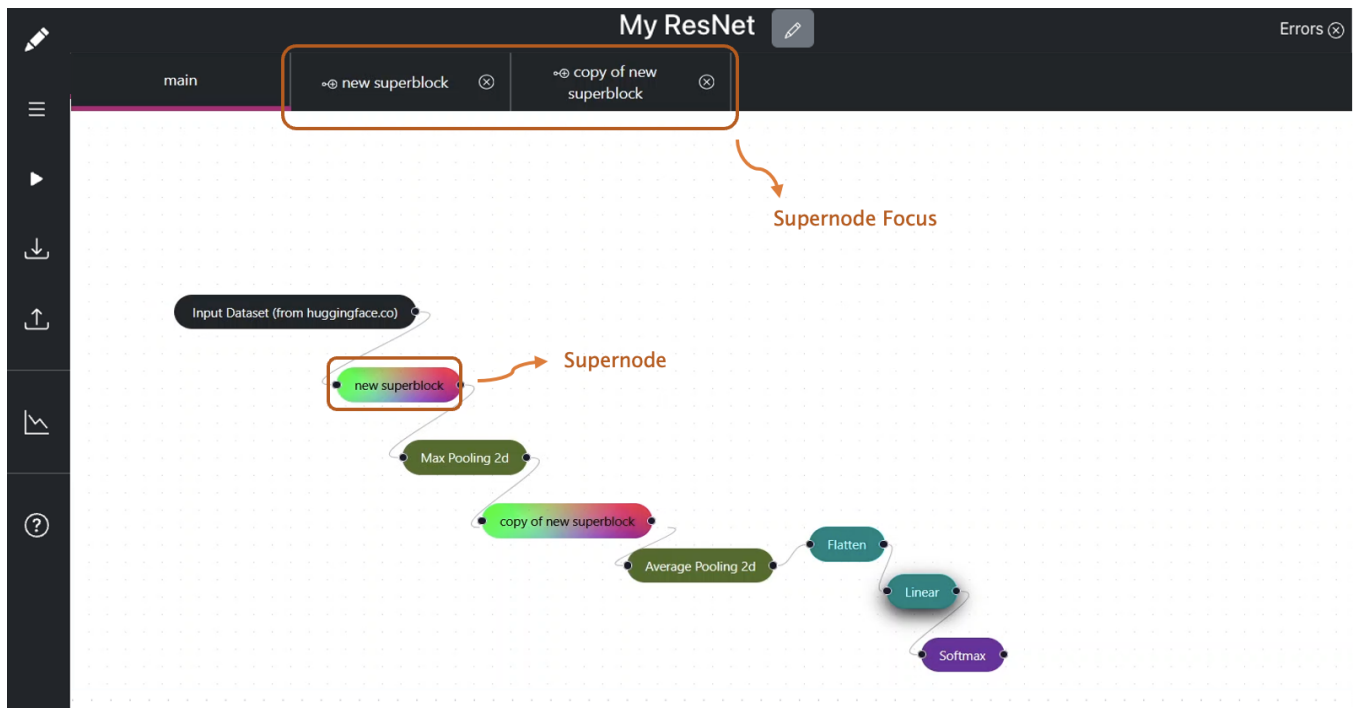 My ResNet
Errors
main
new superblock
copy of new
superblock
Supernode Focus
Input Dataset (from huggingface.co)
new superblock
Supernode
Max Pooling 2d
copy of new superblock
Average Pooling 2d
Flatten
Linear
Softmax